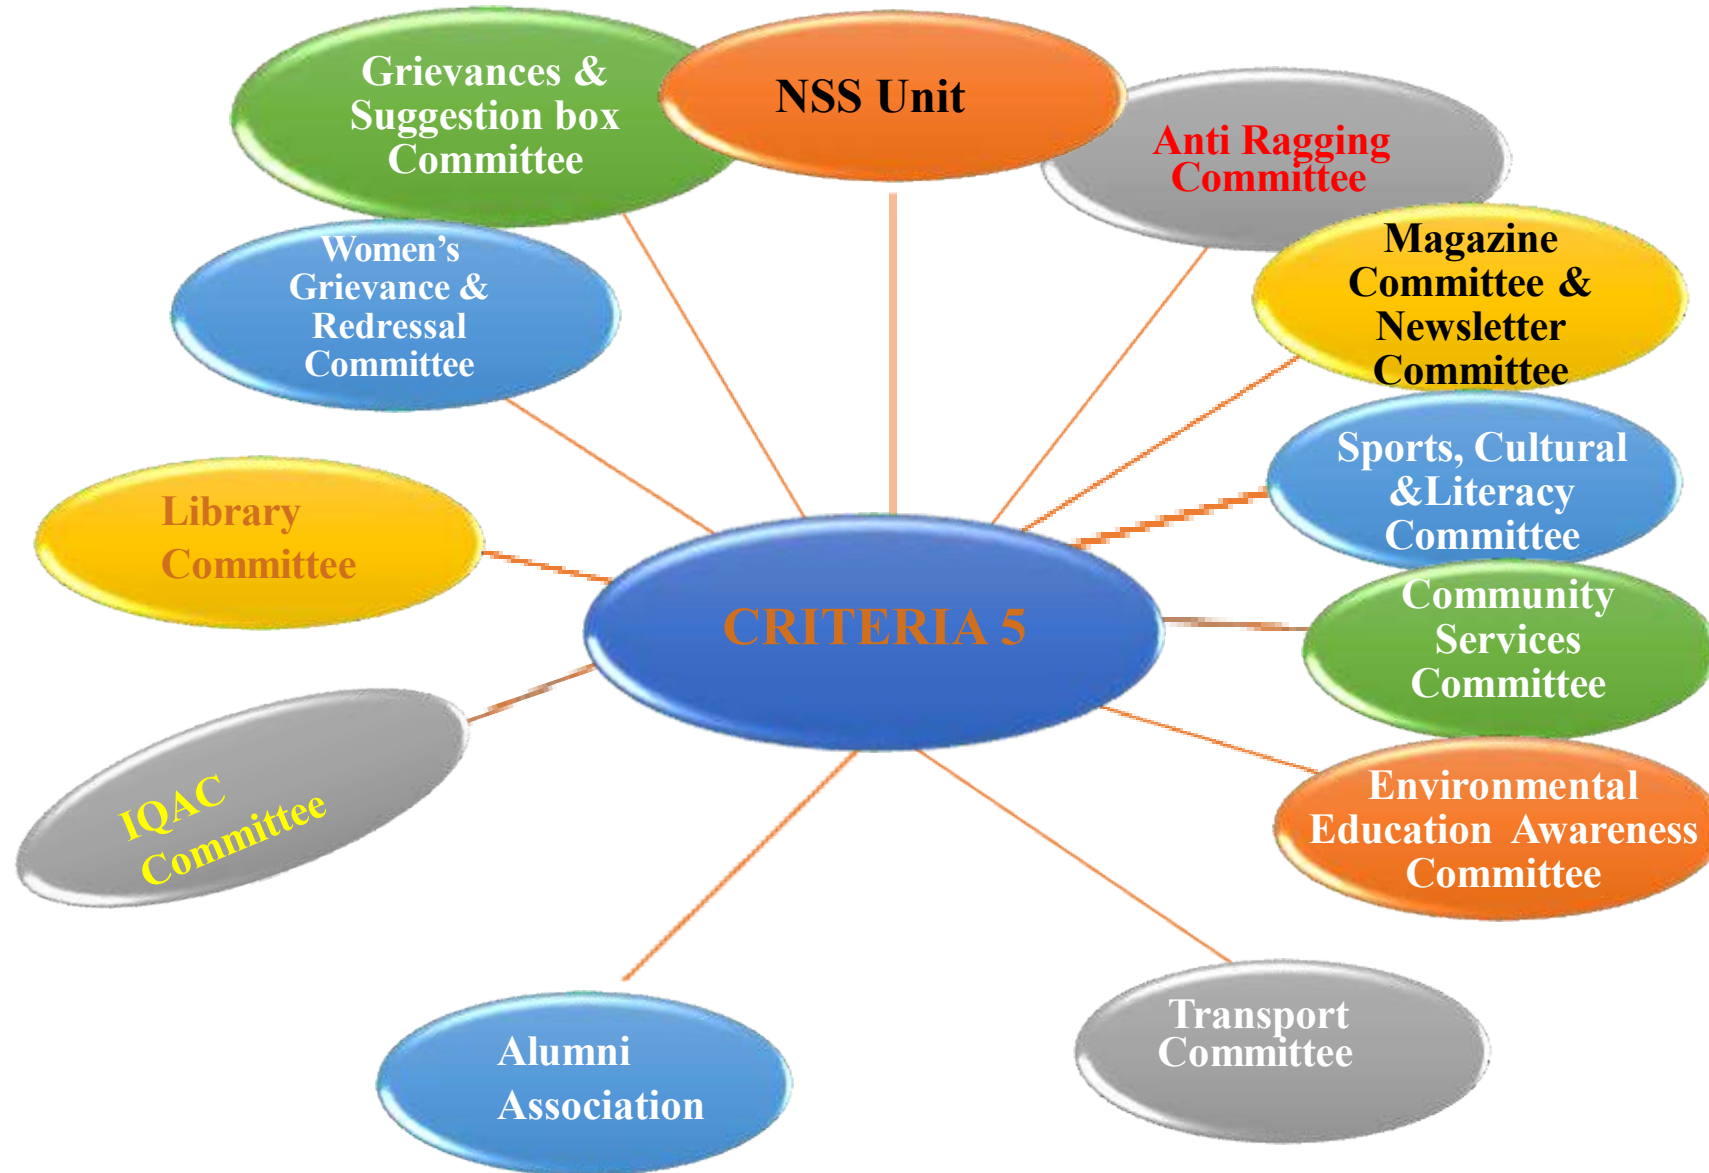 Grievances &
Suggestion box
Committee
NSS Unit
Anti Ragging
Committee
Magazine
Committee &
Newsletter
Committee
Women’s
Grievance &
Redressal
Committee
Sports, Cultural
&Literacy
Committee
Library
Committee
CRITERIA 5
Community
Services
Committee
IQAC
Committee
Environmental
Education Awareness
Committee
Transport
Committee
Alumni
Association